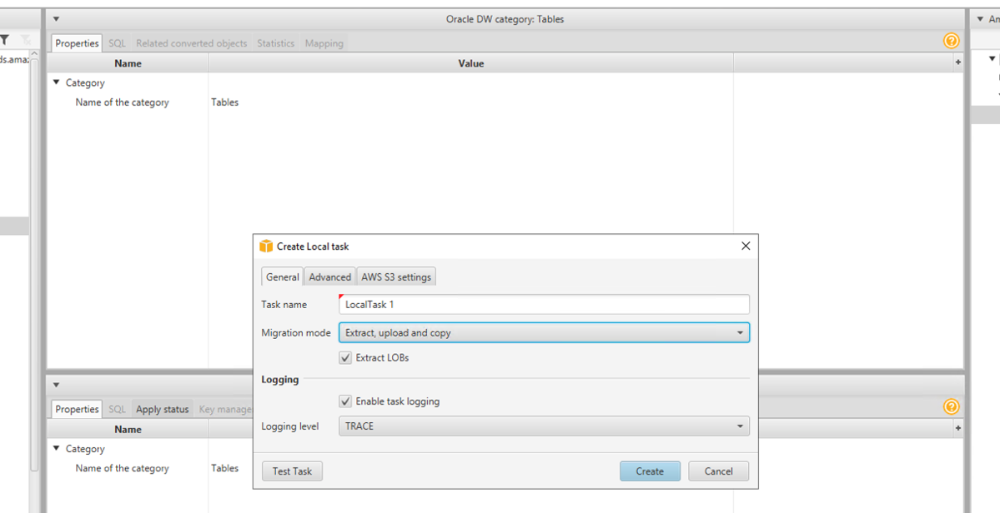 Oracle DW category: Tables
Properties SQL Related converted objects Statistics Mapping
Name Value
Category
Name of the category Tables
Create Local task
General Advanced AWS S3 settings
Task name LocalTask 1
Migration mode Extract, upload and copy
Extract LOBs
Logging
Enable task logging
Logging level TRACE
Test Task Create Cancel
Properties SQL Apply status Key manage
Name
Category
Name of the category Tables
ds.ama
An